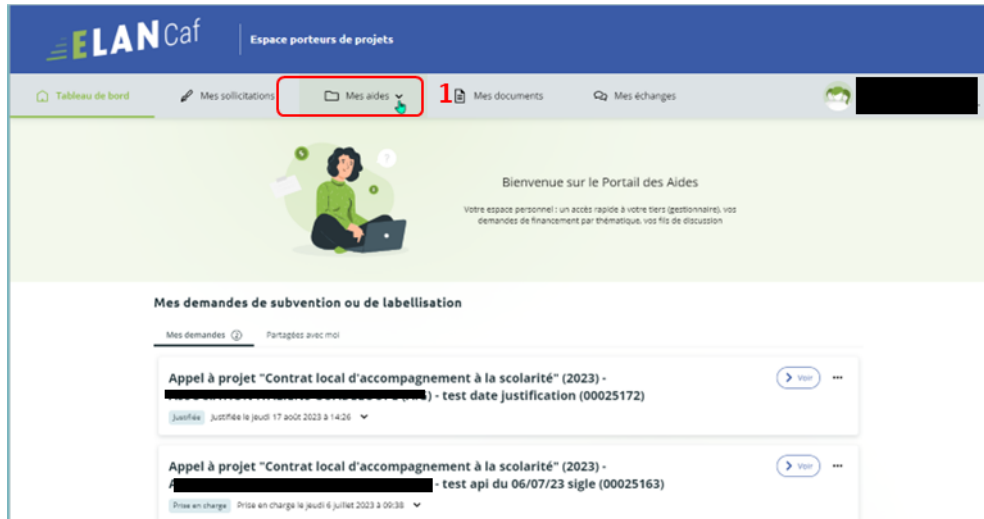 ELAN Caf
Espace porteurs de projets
Tableau de bord
Mes sollicitations
Mes aides
1
Mes documents
Mes échanges
?
Bienvenue sur le Portail des Aides
Votre espace personnel : un accès rapide à votre tiers (gestionnaire), vos
demandes de financement par thématique, vos fils de discussion
Mes demandes de subvention ou de labellisation
Mes demandes 2
Partagées avec moi
Appel à projet "Contrat local d'accompagnement à la scolarité" (2023) -
) - test date justification (00025172)
Voir
Justifiée Justifiée le jeudi 17 août 2023 à 14:26
Appel à projet "Contrat local d'accompagnement à la scolarité" (2023) -
- test api du 06/07/23 sigle (00025163)
Voir
Prise en charge Prise en charge le jeudi 6 juillet 2023 à 09:38